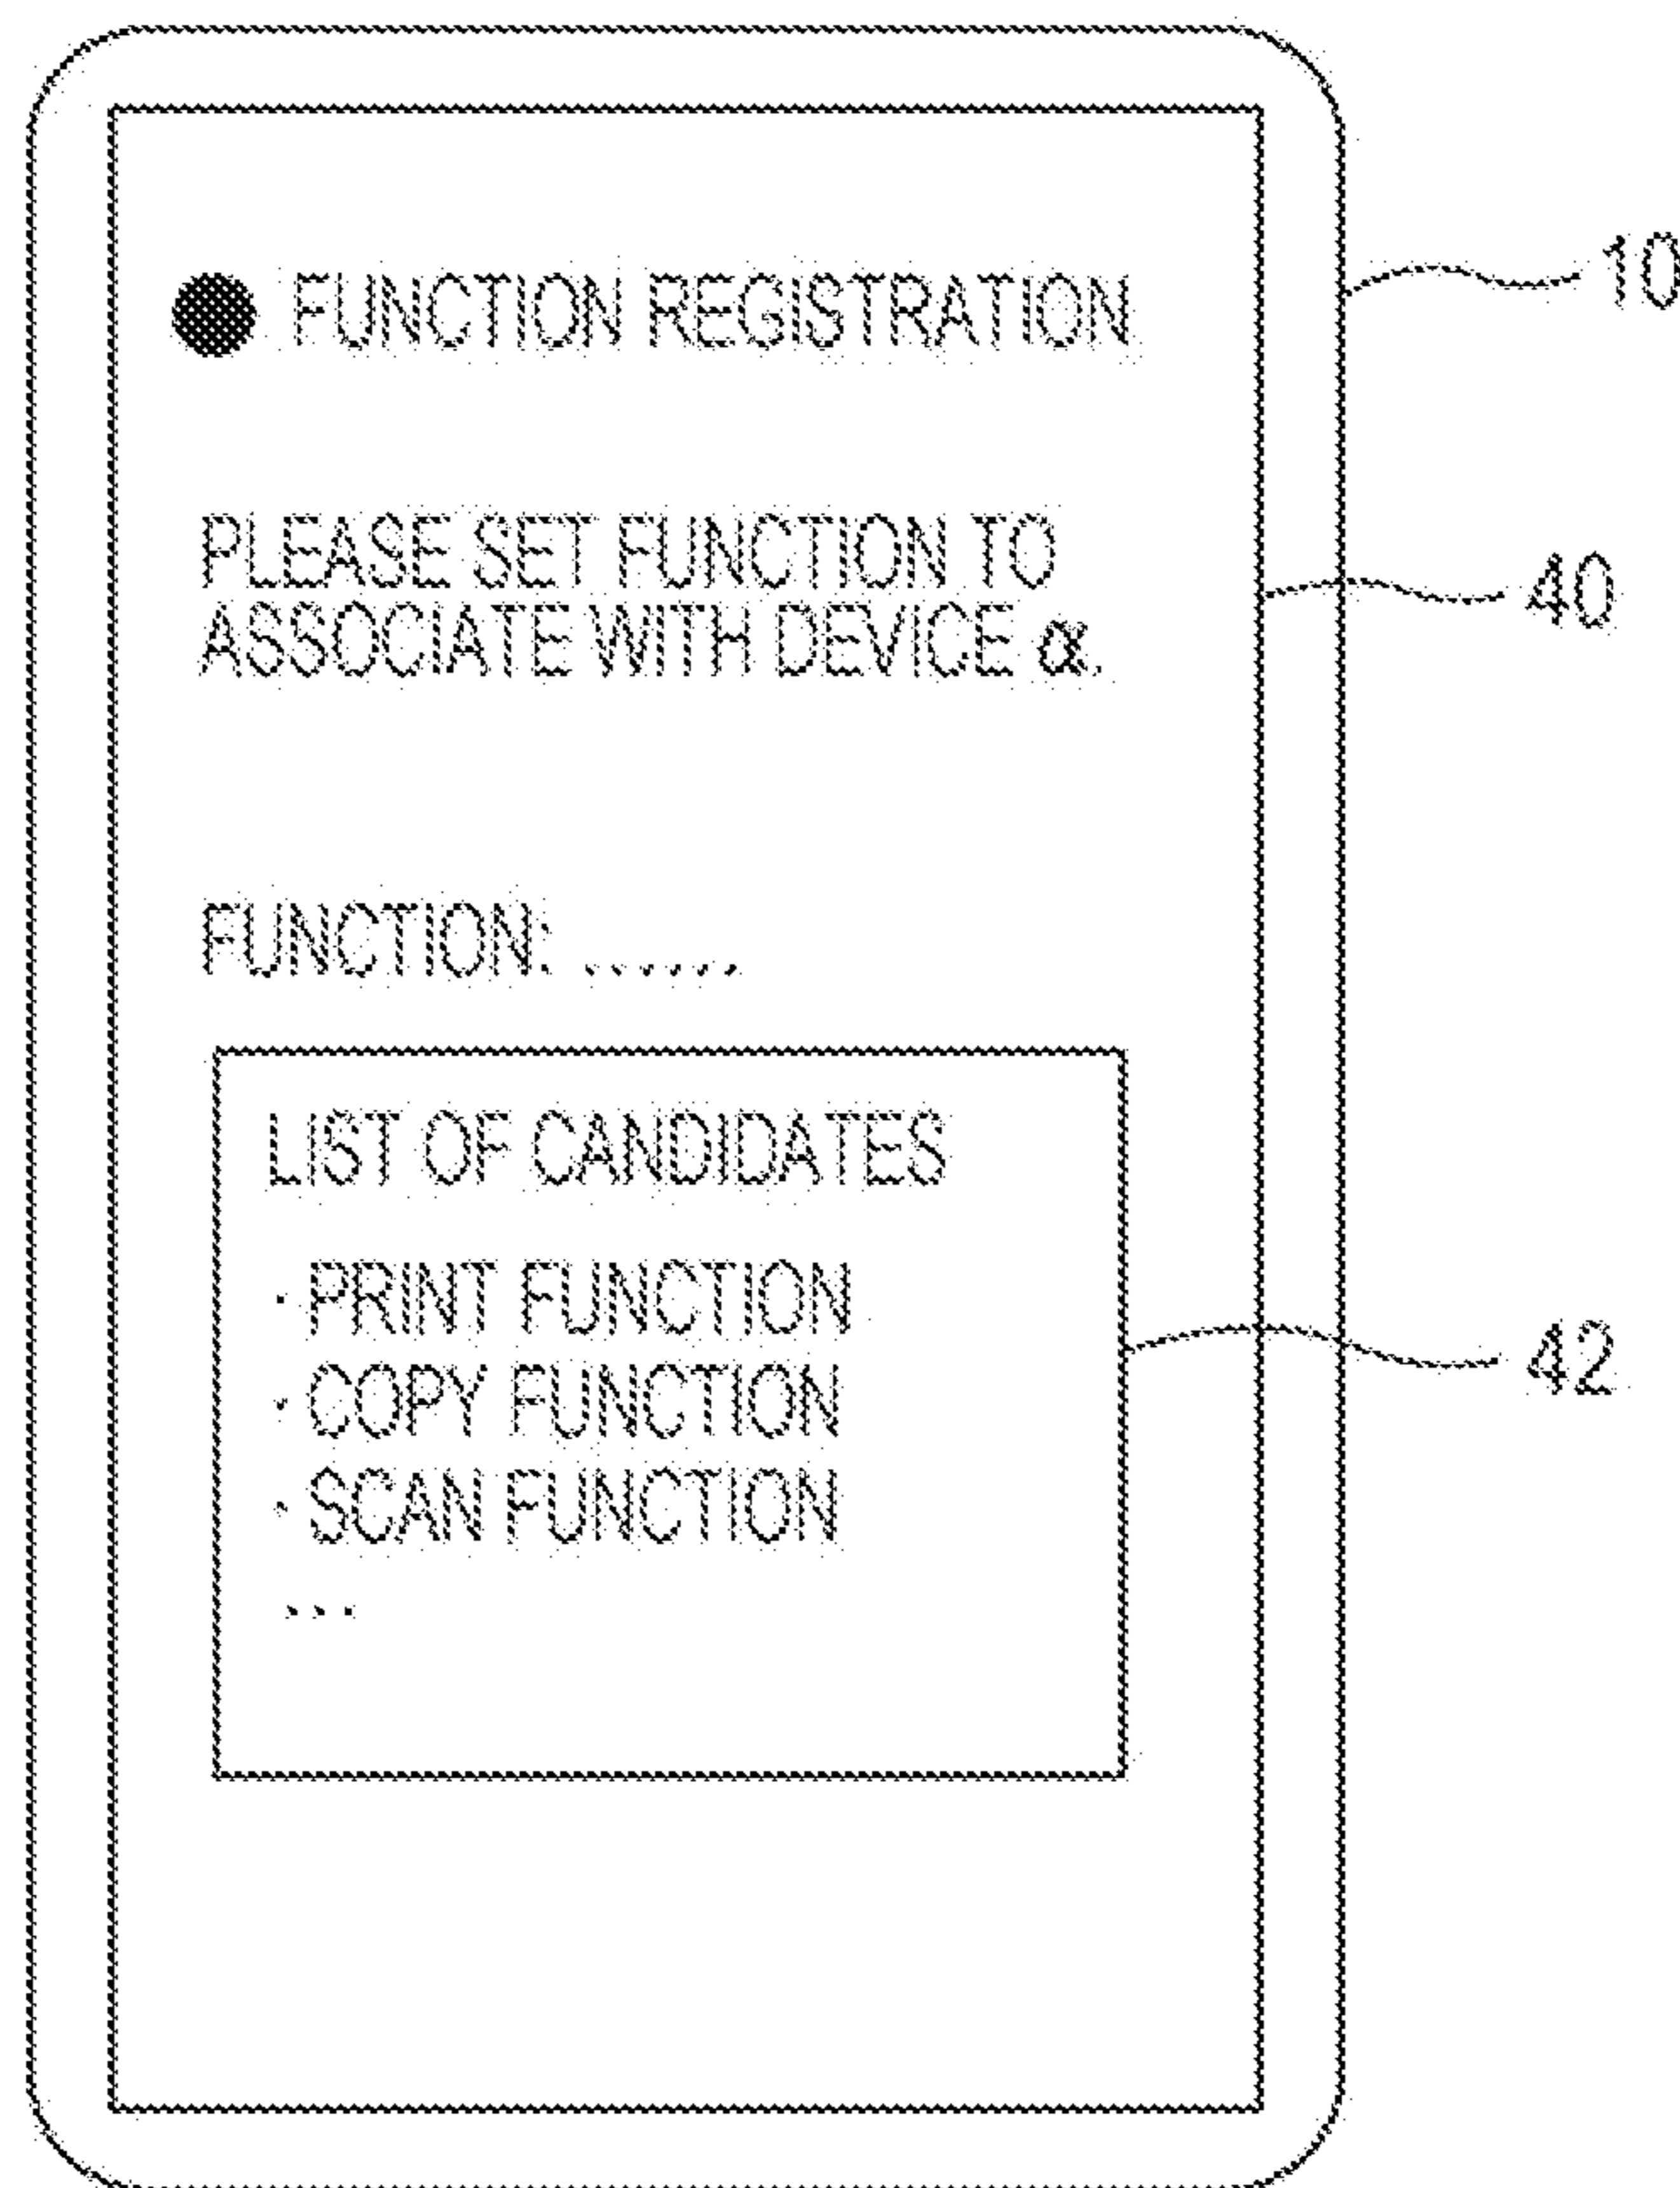 ● FUNCTION REGISTRATION
10
PLEASE SET FUNCTION TO
ASSOCIATE WITH DEVICE α.
40
FUNCTION: ......
LIST OF CANDIDATES
· PRINT FUNCTION
· COPY FUNCTION
· SCAN FUNCTION
...
42